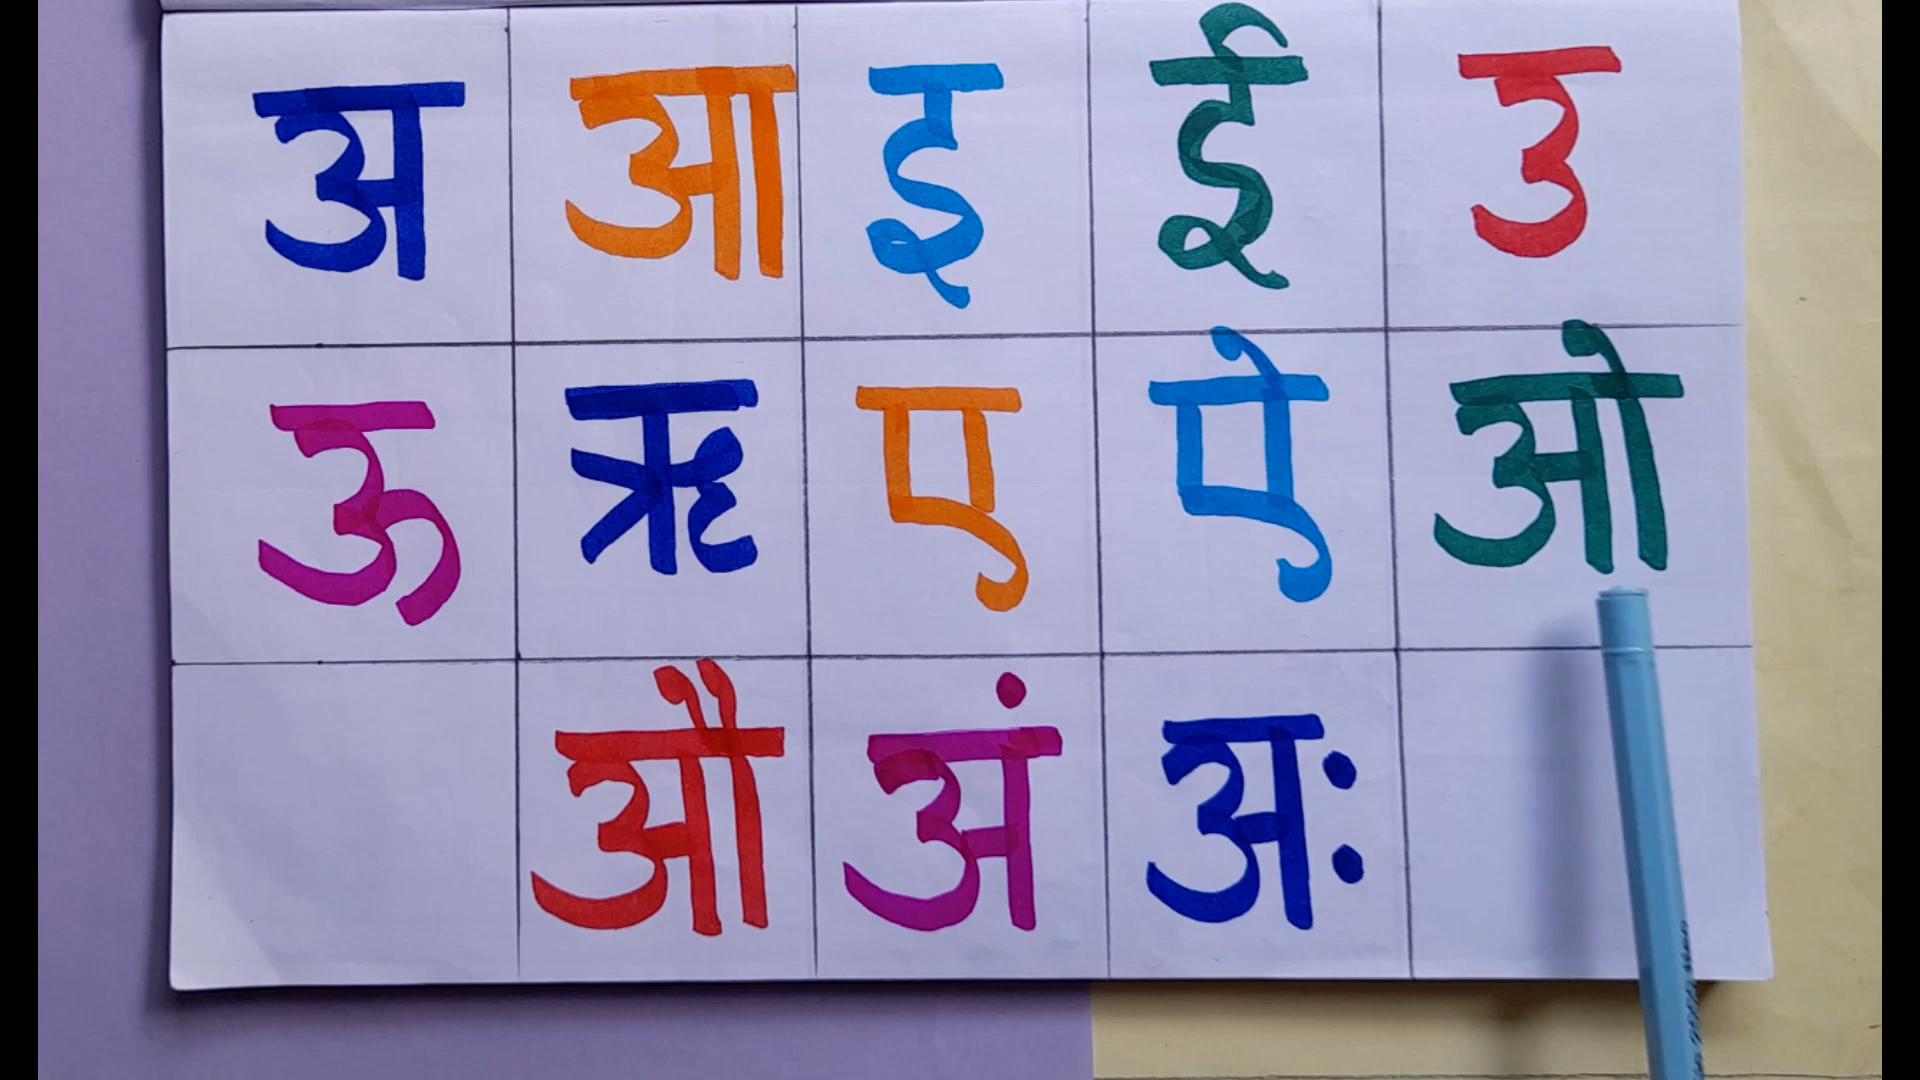 अ आ इ ई उ
ऊ ऋ ए ऐ ओ
औ अं अः